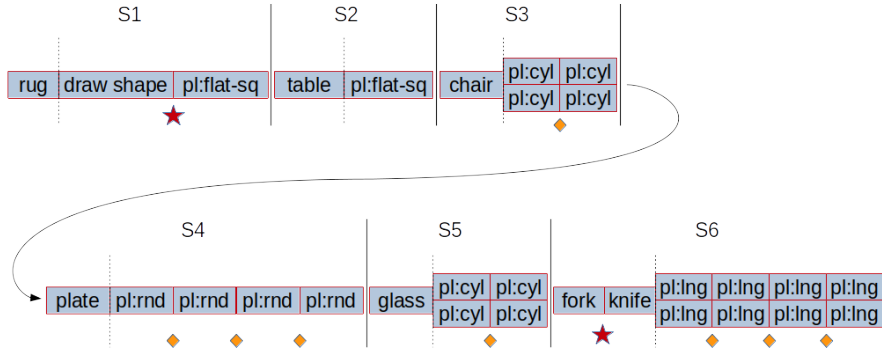 S1 S2 S3
pl:cyl pl:cyl
rug draw shape pl:flat-sq table pl:flat-sq chair
pl:cyl pl:cyl
S4 S5 S6
pl:cyl pl:cyl pl:lng pl:lng pl:lng pl:lng
plate pl:rnd pl:rnd pl:rnd pl:rnd glass fork knife
pl:cyl pl:cyl pl:lng pl:lng pl:lng pl:lng